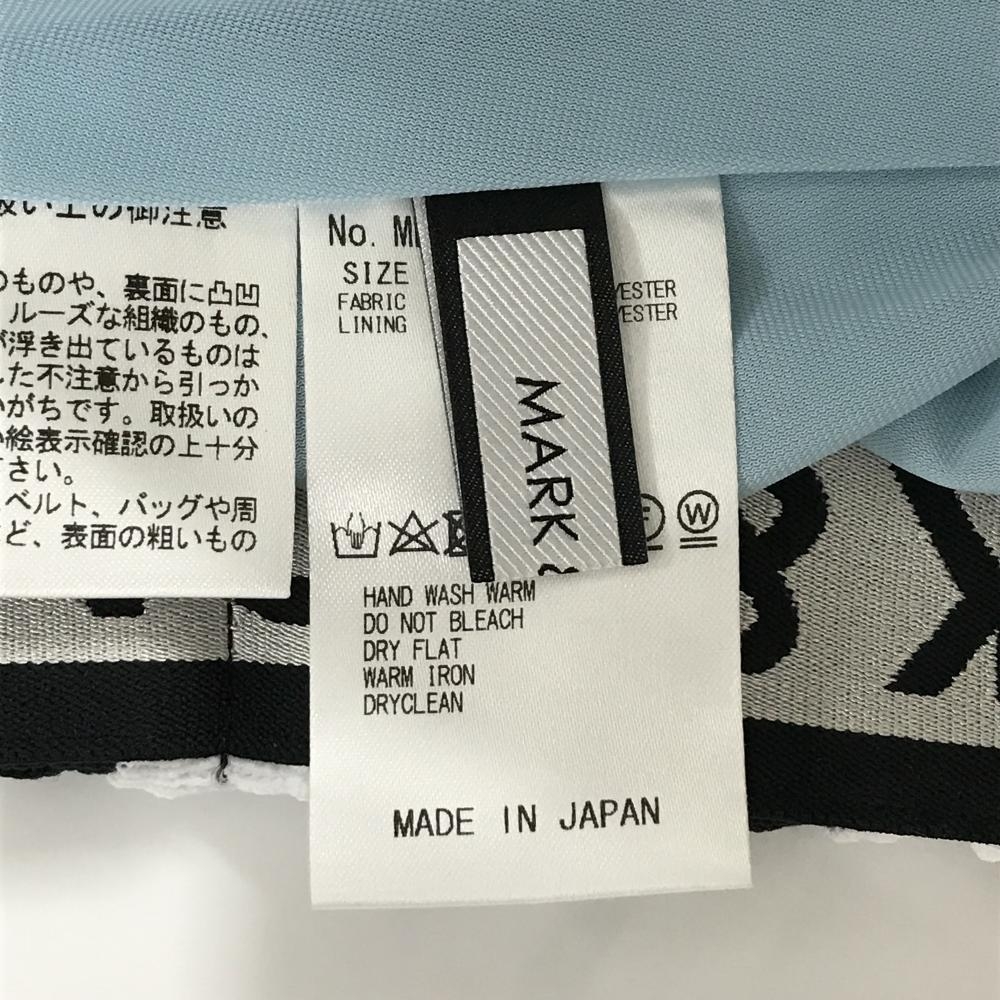 扱い上の御注意
のものや、裏面に凸凹
ルーズな組織のもの、
が浮き出ているものは
した不注意から引っか
いがちです。取扱いの
絵表示確認の上十分
ださい。
ベルト、バッグや周
ど、表面の粗いもの
No. M
SIZE
FABRIC
LINING
YESTER
YESTER
MARK &
F W
HAND WASH WARM
DO NOT BLEACH
DRY FLAT
WARM IRON
DRYCLEAN
MADE IN JAPAN